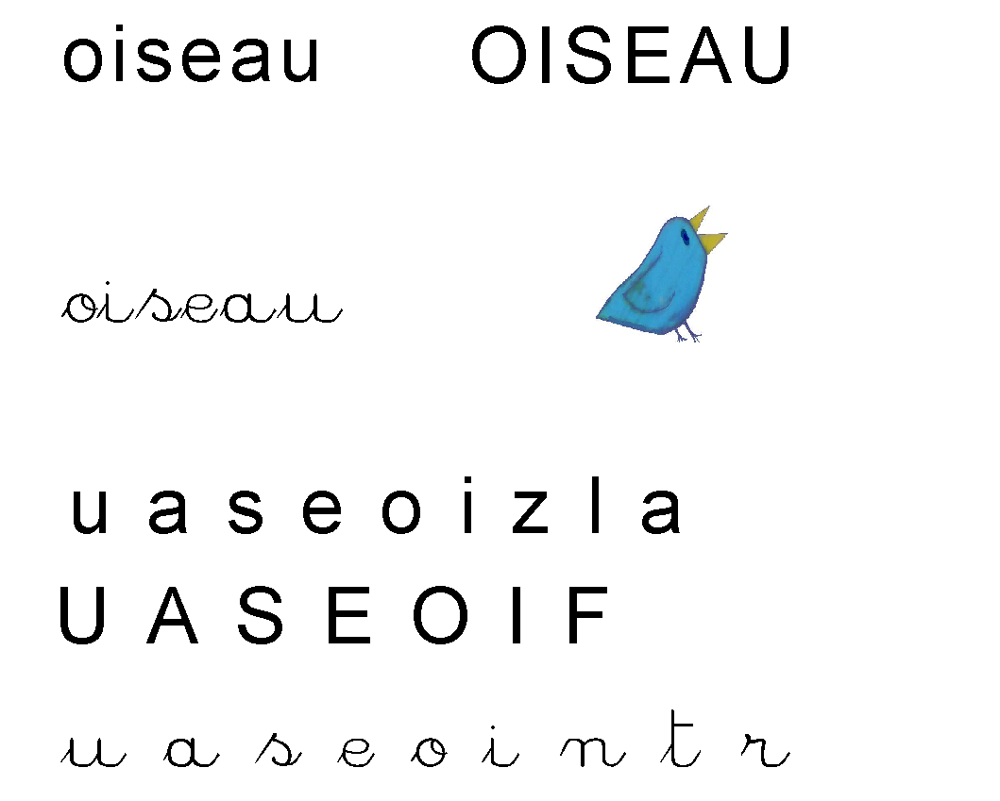 oiseau OISEAU
oiseau
u a s e o i z l a
U A S E O I F
u a s e o i n t r